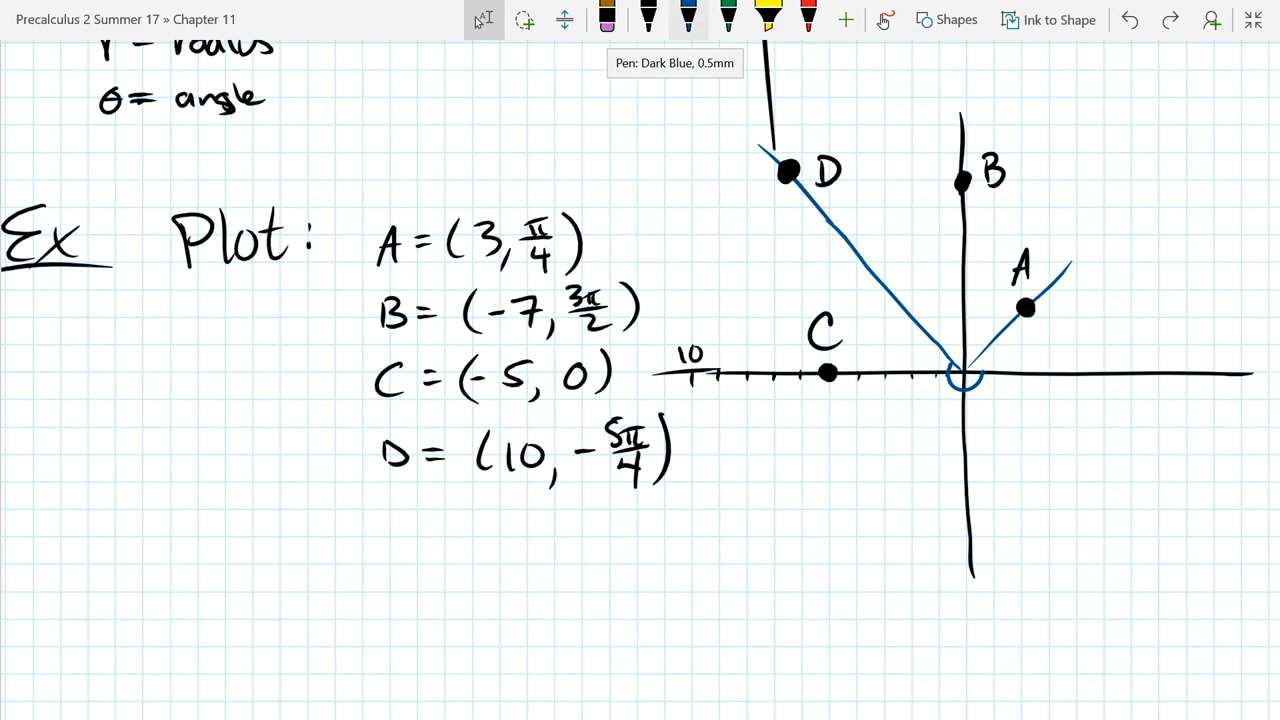 Precalculus 2 Summer 17 » Chapter 11
Shapes
Ink to Shape
Pen: Dark Blue, 0.5mm
r = radius
θ = angle
Ex Plot: A = (3, π/4)
B = (-7, 3π/2)
C = (-5, 0)
D = (10, -5π/4)
D
B
A
C
10